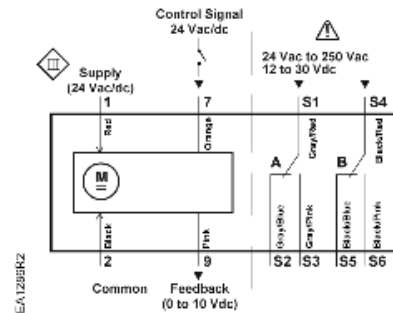 Control Signal
24 Vac/dc
24 Vac to 250 Vac
12 to 30 Vdc
III
Supply
(24 Vac/dc)
1
7
S1
S4
Red
Orange
Gray/Red
Black/Red
A
B
M
Black
Pink
Gray/Blue
Gray/Pink
Black/Blue
Black/Pink
2
9
S2
S3
S5
S6
Common
Feedback
(0 to 10 Vdc)
EA1286R2